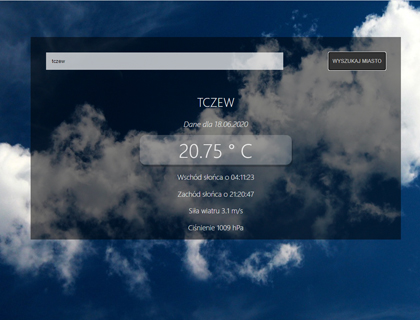 tczew
WYSZUKAJ MIASTO
TCZEW
Dane dla 18.06.2020
20.75 ° C
Wschód słońca o 04:11:23
Zachód słońca o 21:20:47
Siła wiatru 3.1 m/s
Ciśnienie 1009 hPa